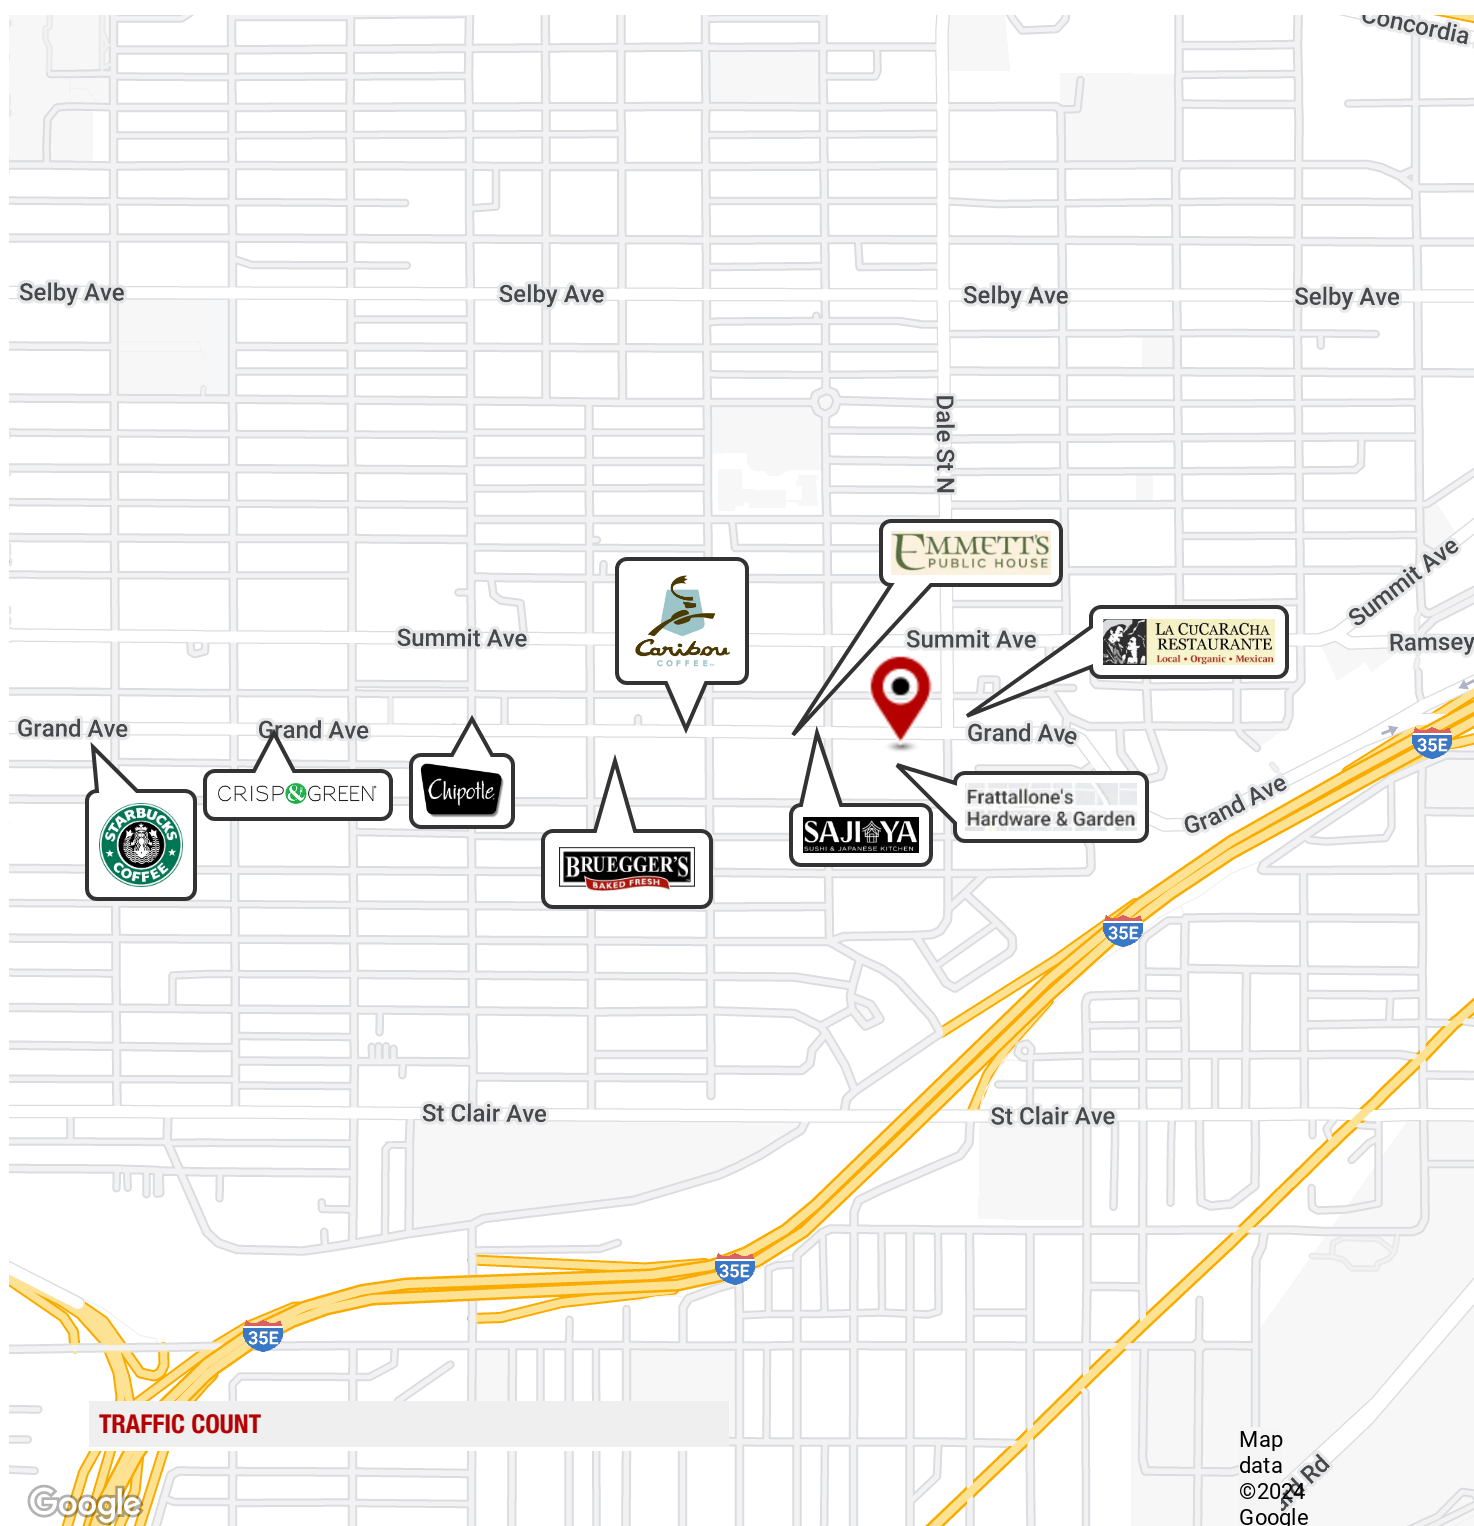 Concordia
Selby Ave
Selby Ave
Selby Ave
Selby Ave
Dale St N
EMMETT'S
PUBLIC HOUSE
Summit Ave
Caribou
COFFEE
Summit Ave
Summit Ave
LA CUCARACHA
RESTAURANTE
Local • Organic • Mexican
Ramsey
Grand Ave
Grand Ave
Grand Ave
35E
STARBUCKS
COFFEE
CRISP&GREEN
Chipotle
BRUEGGER'S
BAKED FRESH
SAJI YA
SUSHI & JAPANESE KITCHEN
Frattallone's
Hardware & Garden
Grand Ave
35E
St Clair Ave
St Clair Ave
35E
35E
TRAFFIC COUNT
Google
Map
data
©2024
Google
Rd